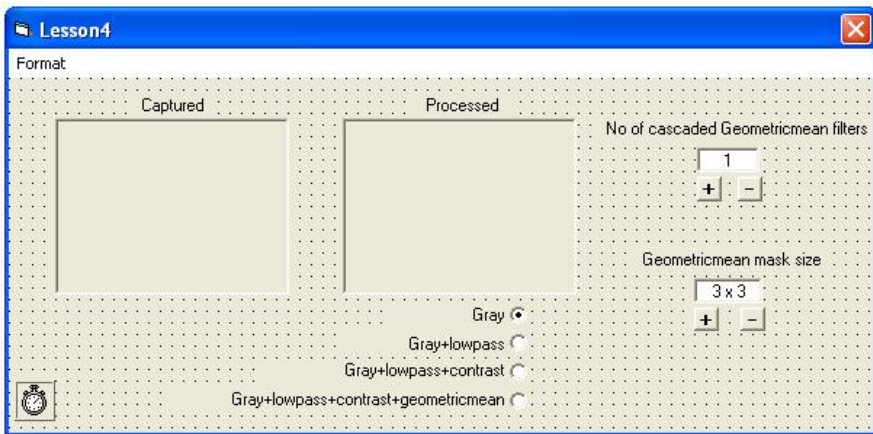 Lesson4
Format
Captured
Processed
No of cascaded Geometricmean filters
1
+ -
Geometricmean mask size
3 x 3
+ -
Gray
Gray+lowpass
Gray+lowpass+contrast
Gray+lowpass+contrast+geometricmean